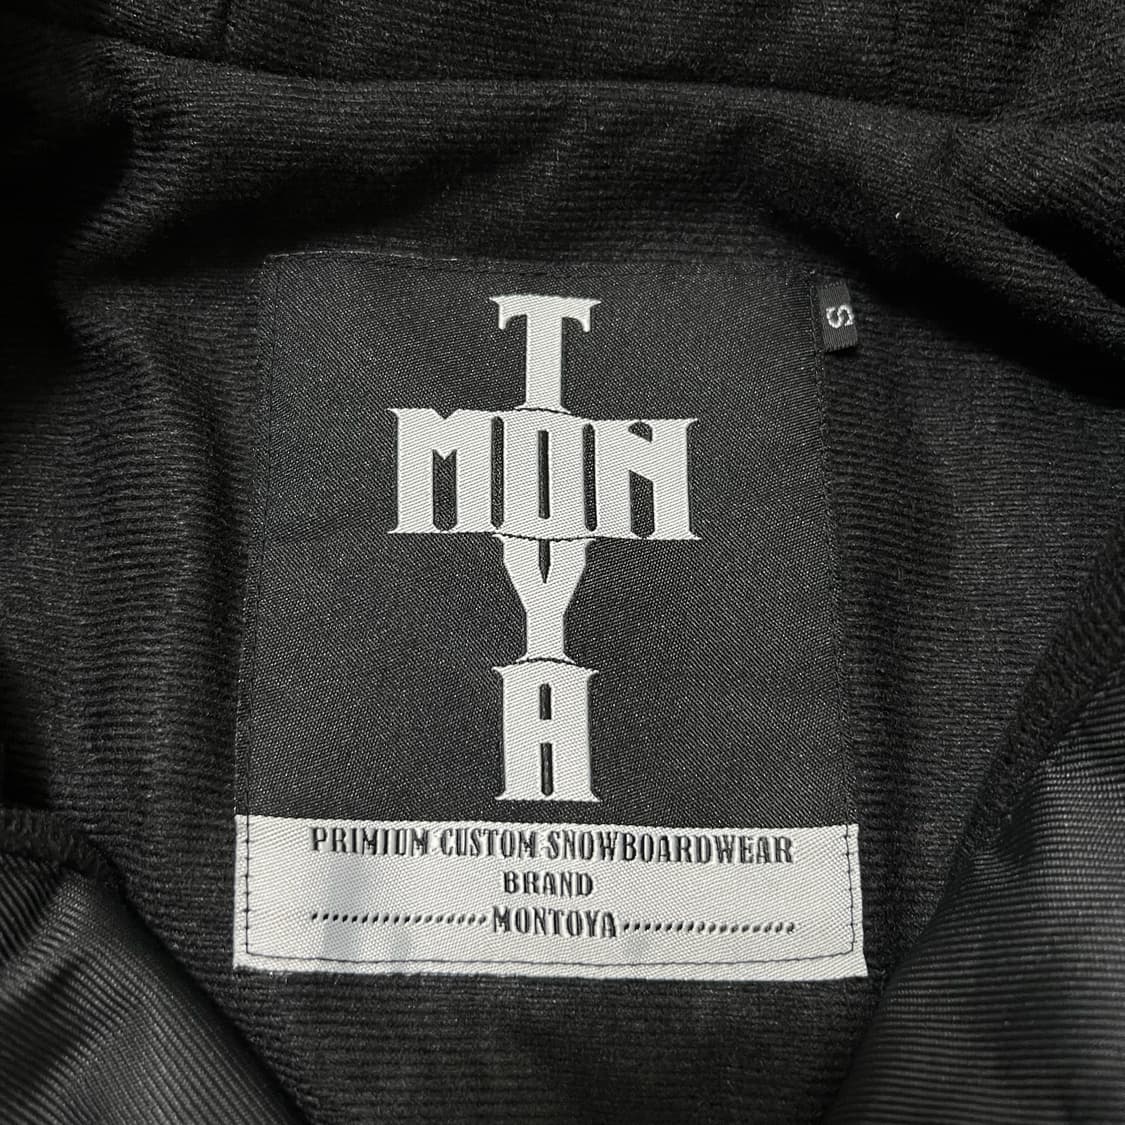 T
MON
Y
A
S
PRIMIUM CUSTOM SNOWBOARDWEAR
BRAND
MONTOYA